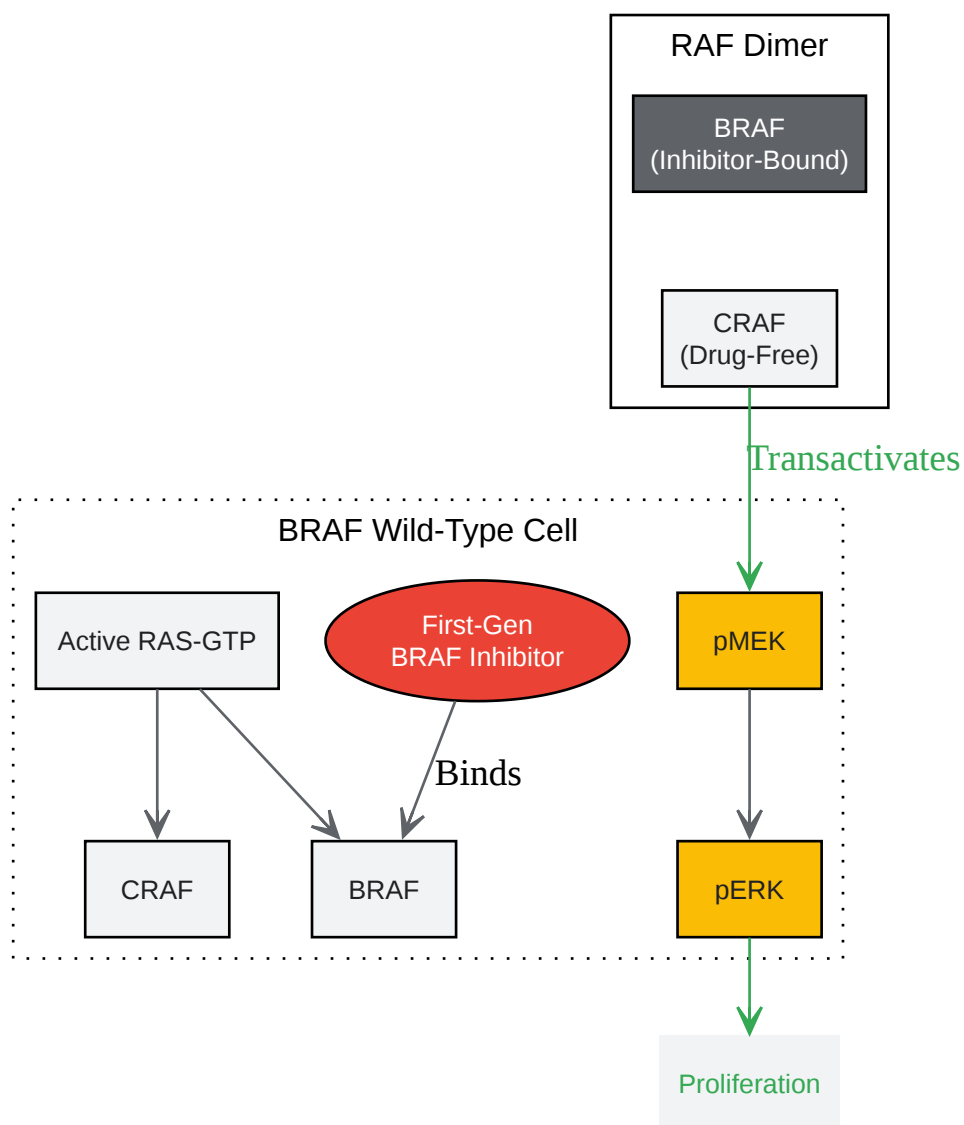 RAF Dimer
BRAF
(Inhibitor-Bound)
CRAF
(Drug-Free)
Transactivates
BRAF Wild-Type Cell
Active RAS-GTP
First-Gen
BRAF Inhibitor
pMEK
Binds
CRAF
BRAF
pERK
Proliferation